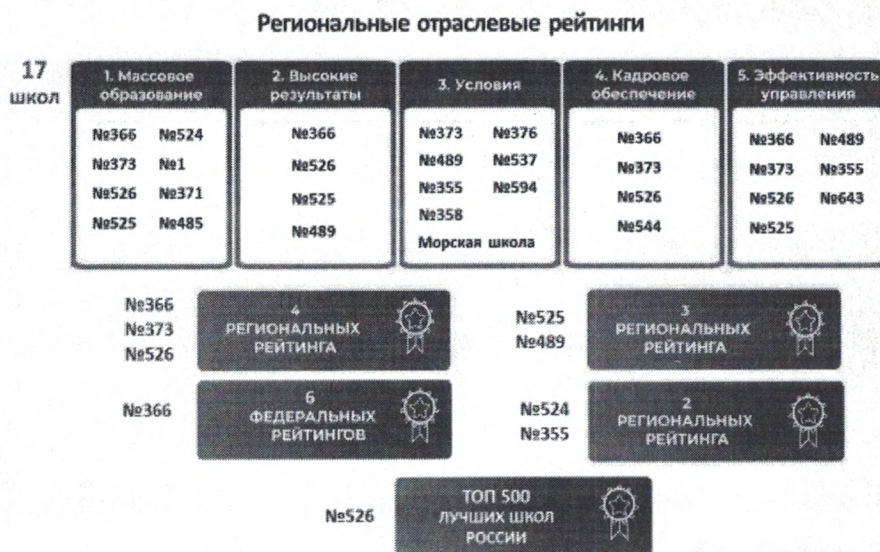 Региональные отраслевые рейтинги
17
школ
1. Массовое
образование
№366 №524
№373 №1
№526 №371
№525 №485
2. Высокие
результаты
№366
№526
№525
№489
3. Условия
№373 №376
№489 №537
№355 №594
№358
Морская школа
4. Кадровое
обеспечение
№366
№373
№526
№544
5. Эффективность
управления
№366 №489
№373 №355
№526 №643
№525
№366
№373
№526
4
РЕГИОНАЛЬНЫХ
РЕЙТИНГА
№525
№489
3
РЕГИОНАЛЬНЫХ
РЕЙТИНГА
№366
6
ФЕДЕРАЛЬНЫХ
РЕЙТИНГОВ
№524
№355
2
РЕГИОНАЛЬНЫХ
РЕЙТИНГА
№526
ТОП 500
ЛУЧШИХ ШКОЛ
РОССИИ